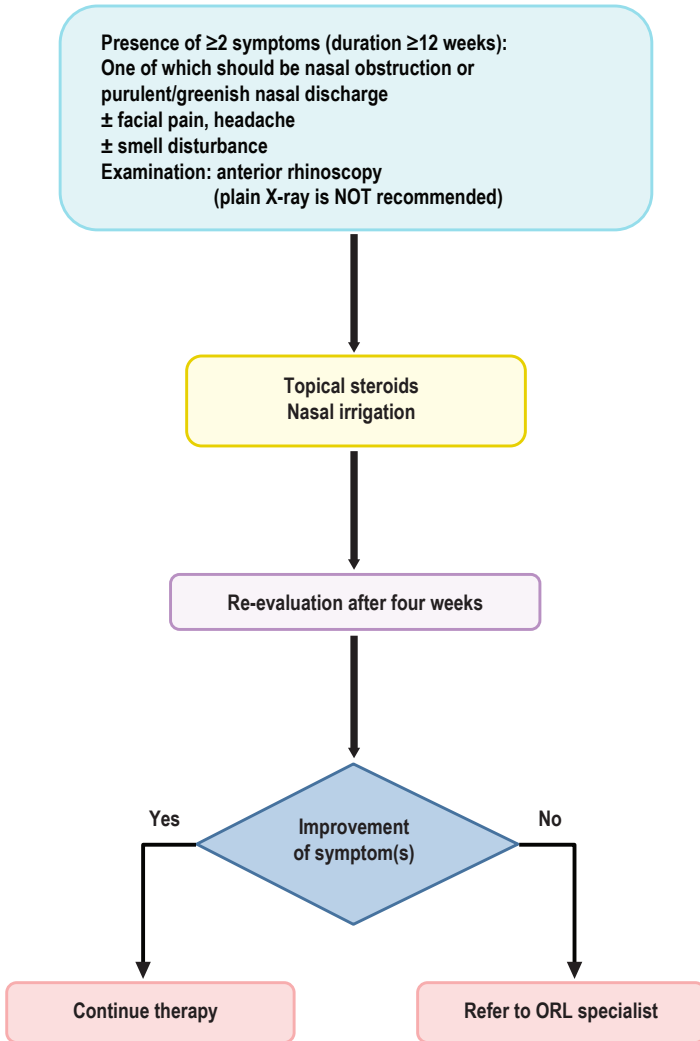 Presence of ≥2 symptoms (duration ≥12 weeks):
One of which should be nasal obstruction or
purulent/greenish nasal discharge
± facial pain, headache
± smell disturbance
Examination: anterior rhinoscopy
(plain X-ray is NOT recommended)
Topical steroids
Nasal irrigation
Re-evaluation after four weeks
Yes
No
Improvement
of symptom(s)
Continue therapy
Refer to ORL specialist